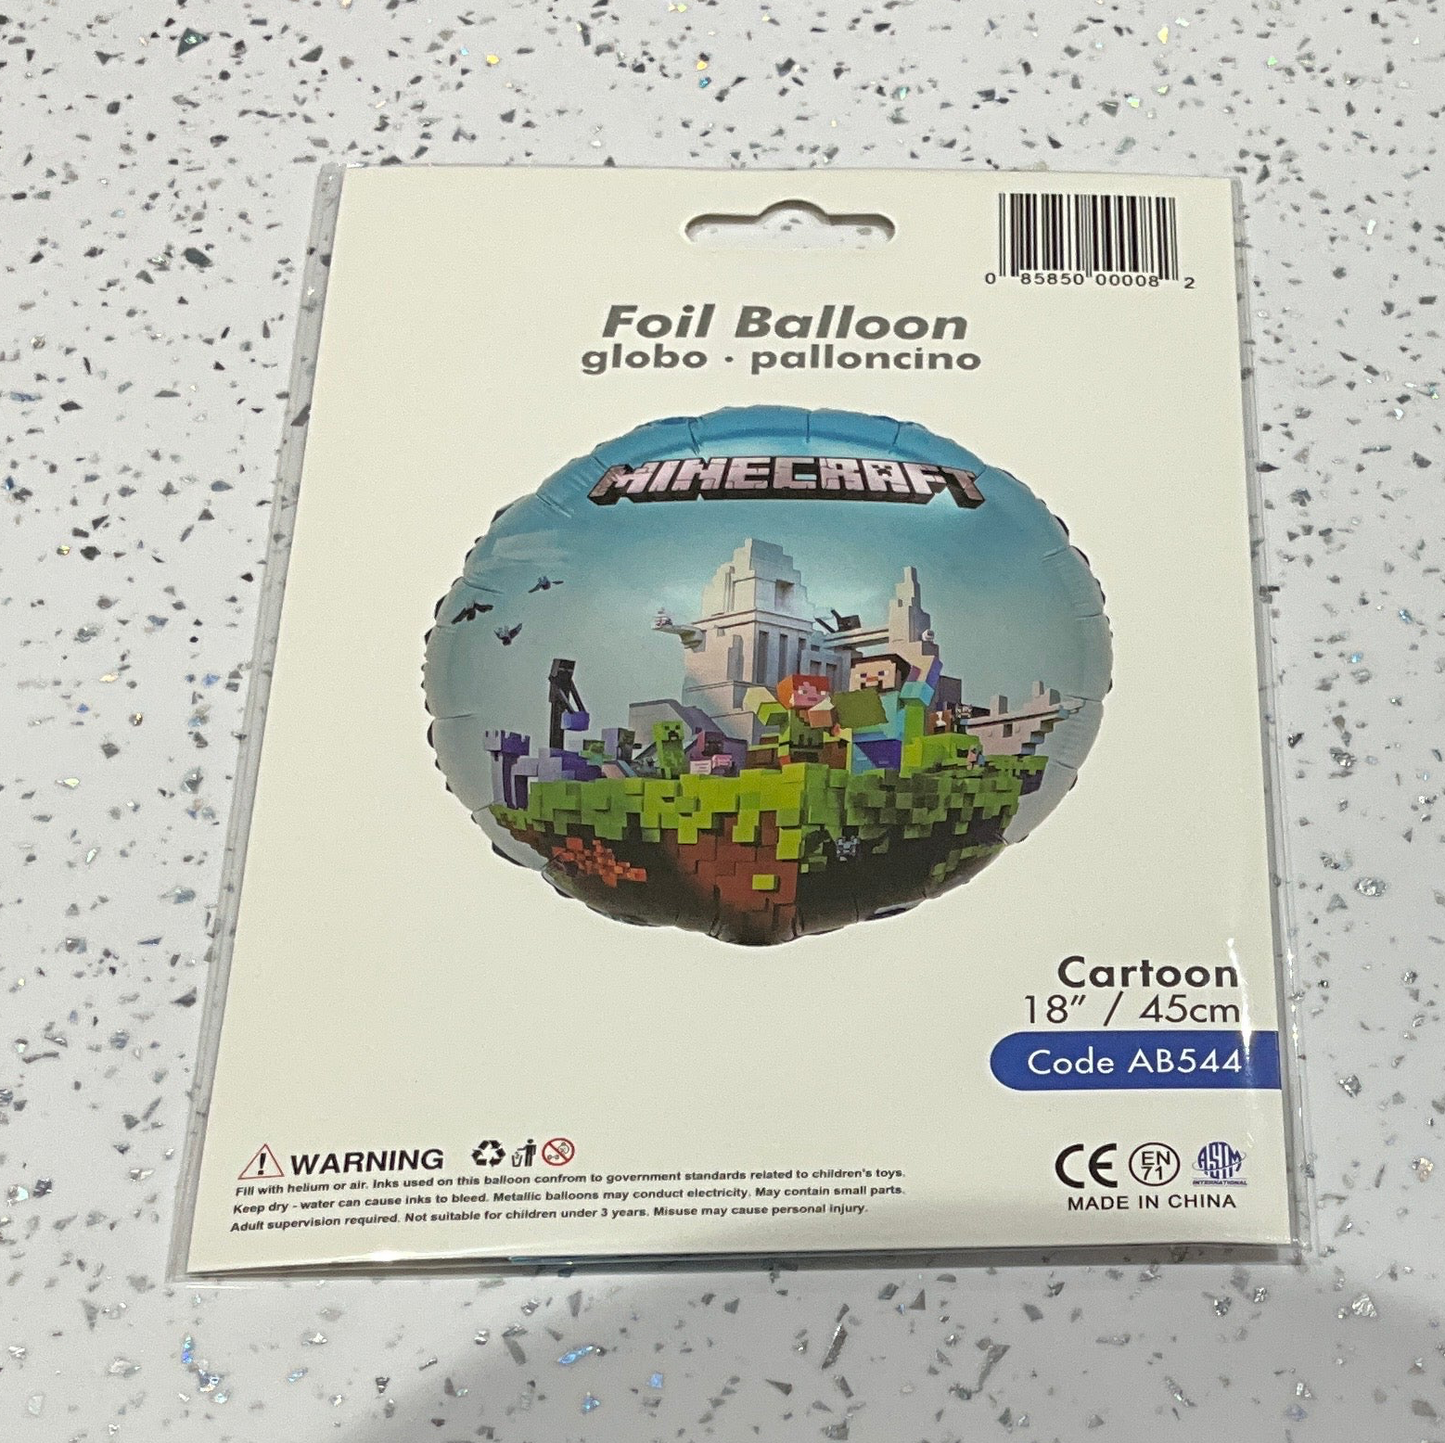 0 85850 00008 2
Foil Balloon
globo · palloncino
MINECRAFT
Cartoon
18” / 45cm
Code AB544
WARNING
Fill with helium or air. Inks used on this balloon confrom to government standards related to children's toys.
Keep dry - water can cause inks to bleed. Metallic balloons may conduct electricity. May contain small parts.
Adult supervision required. Not suitable for children under 3 years. Misuse may cause personal injury.
CE
EN
71
ASTM
INTERNATIONAL
MADE IN CHINA